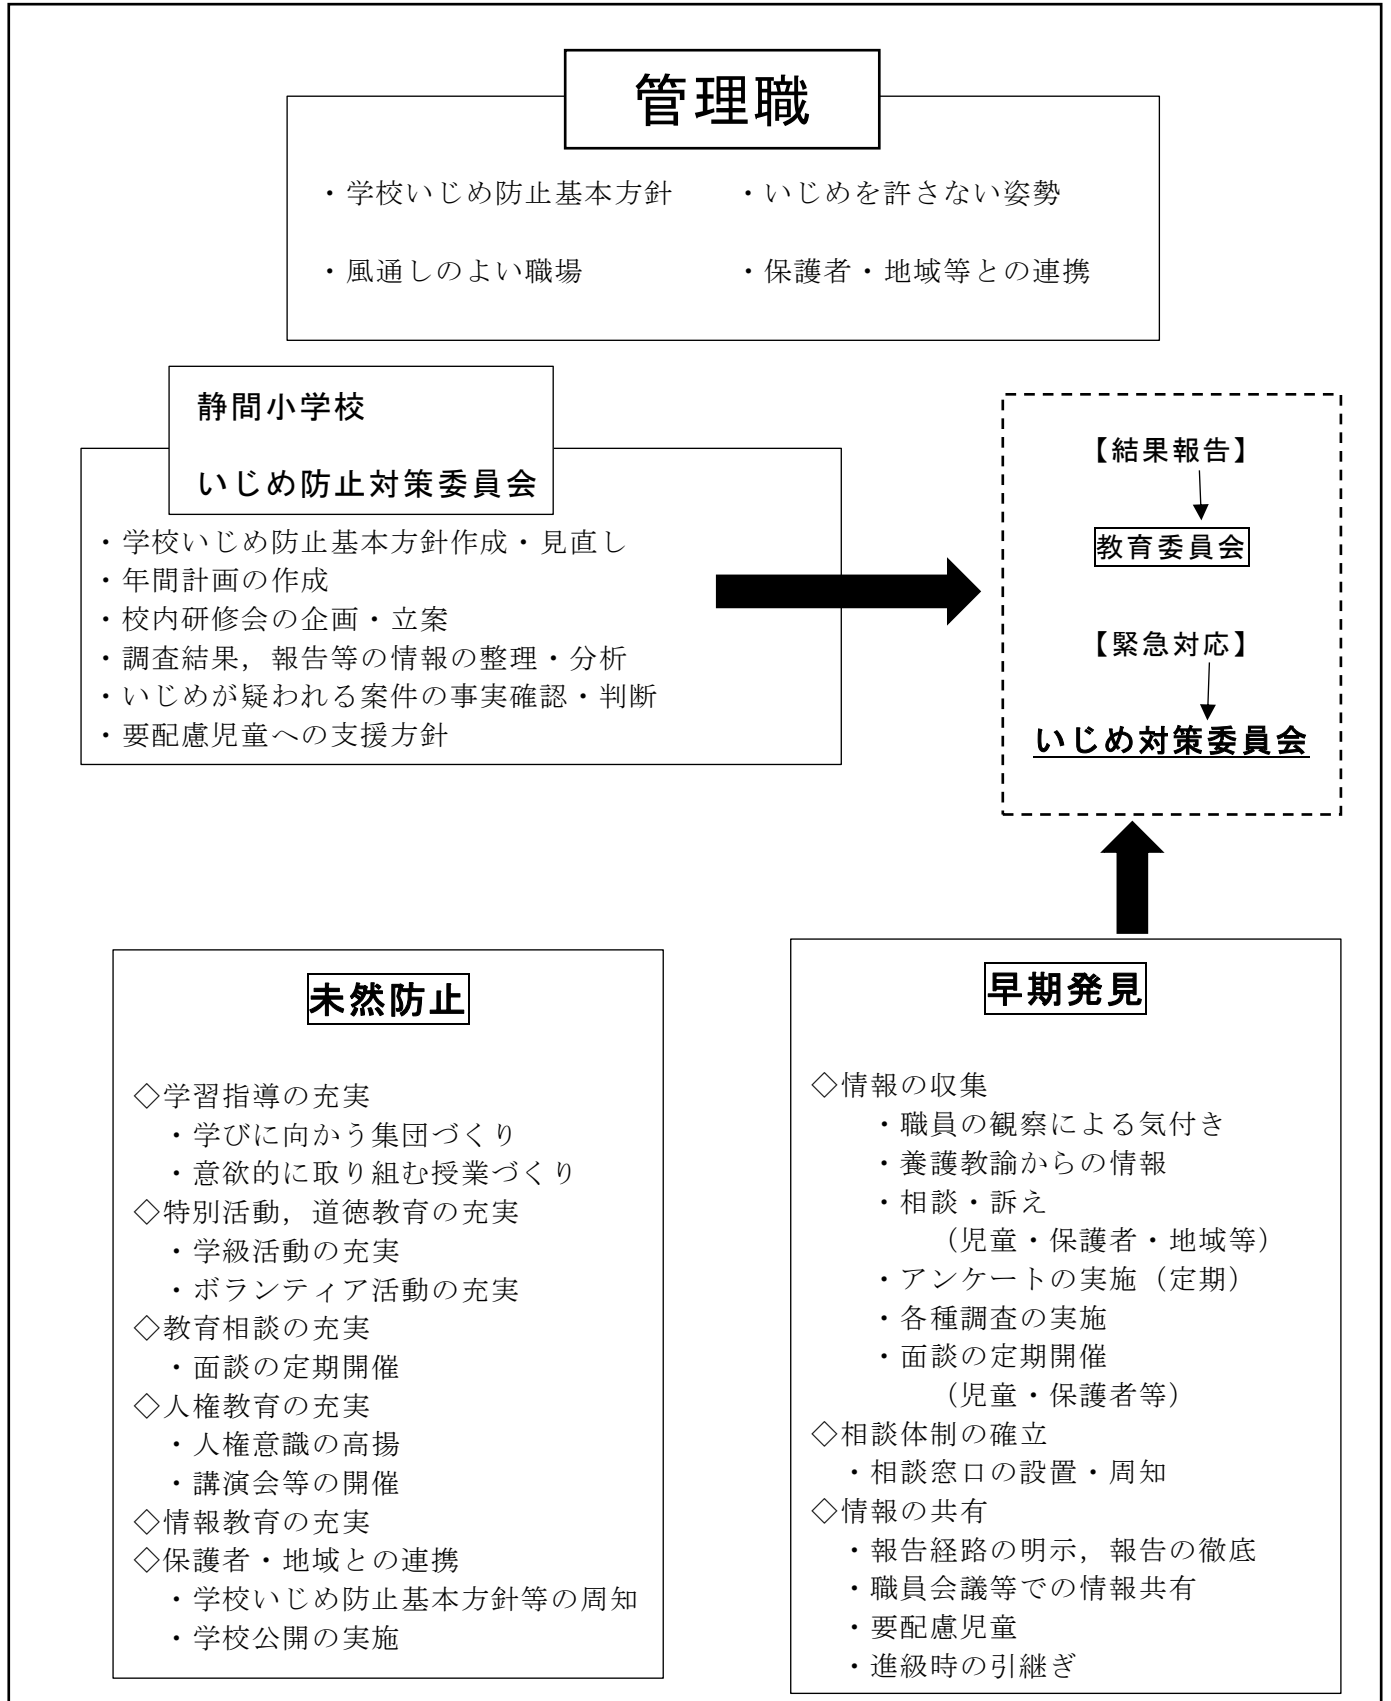 管理職
・学校いじめ防止基本方針　・いじめを許さない姿勢
・風通しのよい職場　・保護者・地域等との連携
静間小学校
いじめ防止対策委員会
・学校いじめ防止基本方針作成・見直し
・年間計画の作成
・校内研修会の企画・立案
・調査結果，報告等の情報の整理・分析
・いじめが疑われる案件の事実確認・判断
・要配慮児童への支援方針
【結果報告】
教育委員会
【緊急対応】
いじめ対策委員会
未然防止
◇学習指導の充実
・学びに向かう集団づくり
・意欲的に取り組む授業づくり
◇特別活動，道徳教育の充実
・学級活動の充実
・ボランティア活動の充実
◇教育相談の充実
・面談の定期開催
◇人権教育の充実
・人権意識の高揚
・講演会等の開催
◇情報教育の充実
◇保護者・地域との連携
・学校いじめ防止基本方針等の周知
・学校公開の実施
早期発見
◇情報の収集
・職員の観察による気付き
・養護教諭からの情報
・相談・訴え
（児童・保護者・地域等）
・アンケートの実施（定期）
・各種調査の実施
・面談の定期開催
（児童・保護者等）
◇相談体制の確立
・相談窓口の設置・周知
◇情報の共有
・報告経路の明示，報告の徹底
・職員会議等での情報共有
・要配慮児童
・進級時の引継ぎ